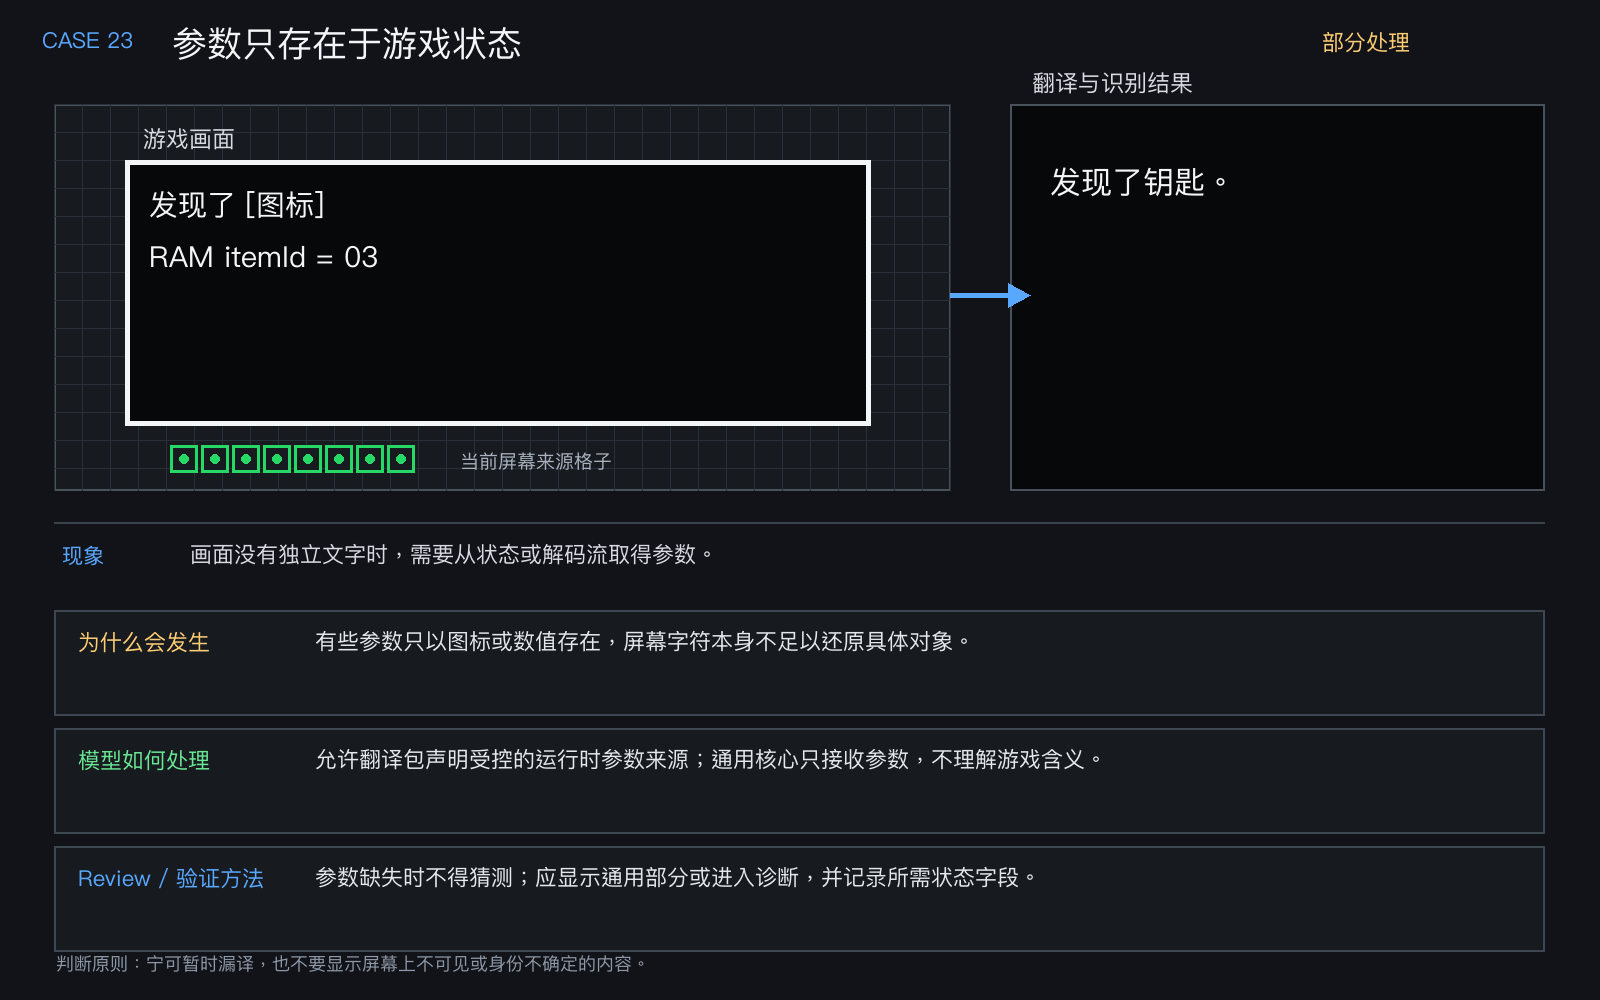 CASE 23 参数只存在于游戏状态 部分处理
翻译与识别结果
游戏画面
发现了 [图标]
RAM itemId = 03
当前屏幕来源格子
发现了钥匙。
现象 画面没有独立文字时，需要从状态或解码流取得参数。
为什么会发生 有些参数只以图标或数值存在，屏幕字符本身不足以还原具体对象。
模型如何处理 允许翻译包声明受控的运行时参数来源；通用核心只接收参数，不理解游戏含义。
Review / 验证方法 参数缺失时不得猜测；应显示通用部分或进入诊断，并记录所需状态字段。
判断原则：宁可暂时漏译，也不要显示屏幕上不可见或身份不确定的内容。